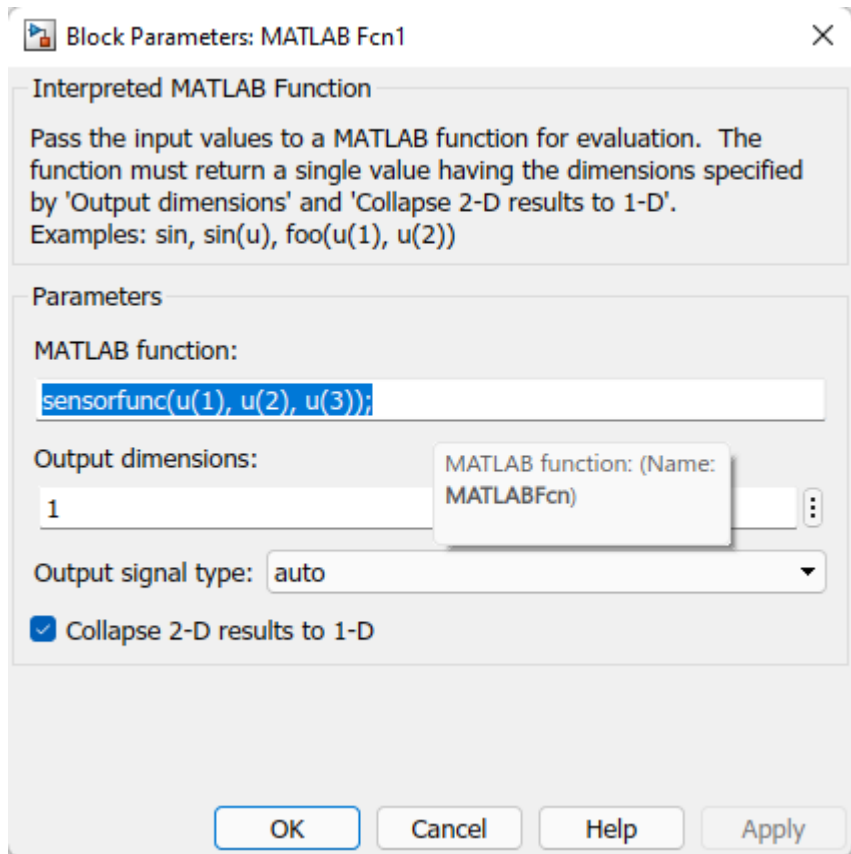 Block Parameters: MATLAB Fcn1
Interpreted MATLAB Function
Pass the input values to a MATLAB function for evaluation. The
function must return a single value having the dimensions specified
by 'Output dimensions' and 'Collapse 2-D results to 1-D'.
Examples: sin, sin(u), foo(u(1), u(2))
Parameters
MATLAB function:
sensorfunc(u(1), u(2), u(3));
Output dimensions:
MATLAB function: (Name:
MATLABFcn)
1
Output signal type: auto
Collapse 2-D results to 1-D
OK Cancel Help Apply